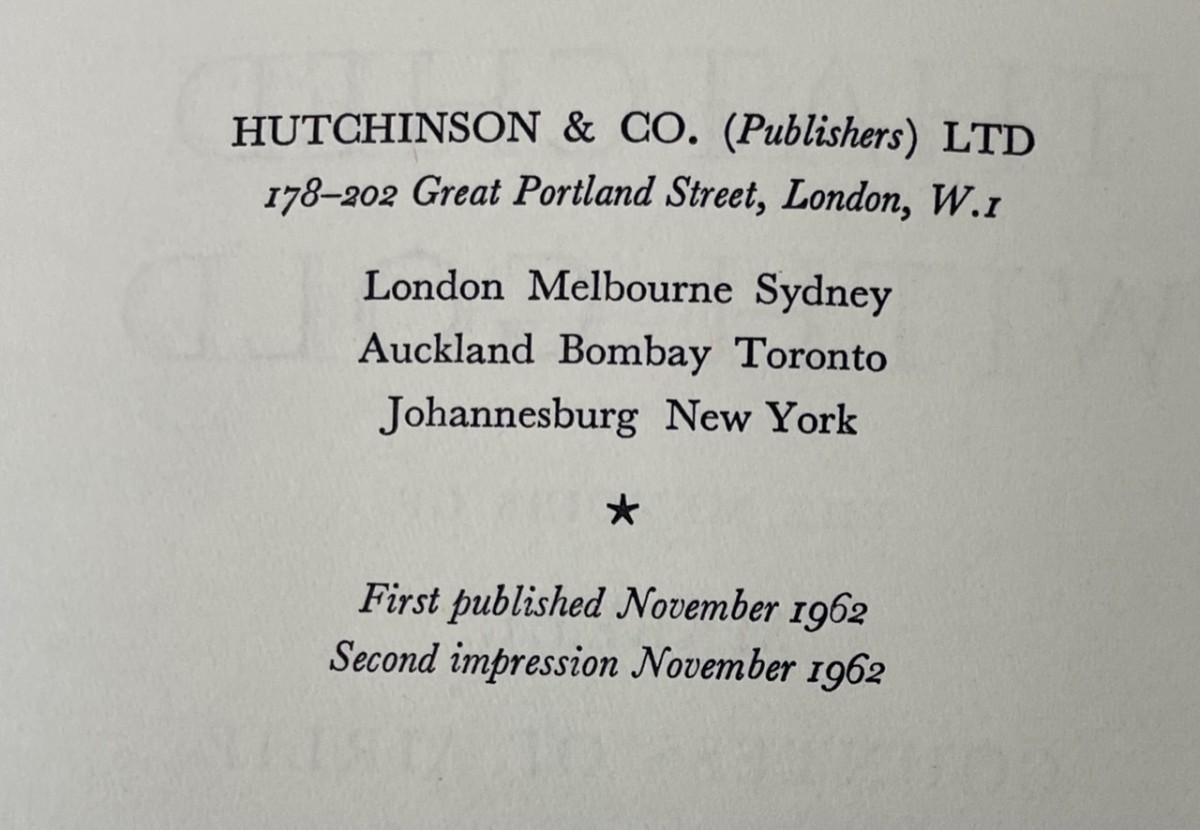 HUTCHINSON & CO. (Publishers) LTD
178–202 Great Portland Street, London, W.1
London Melbourne Sydney
Auckland Bombay Toronto
Johannesburg New York
★
First published November 1962
Second impression November 1962